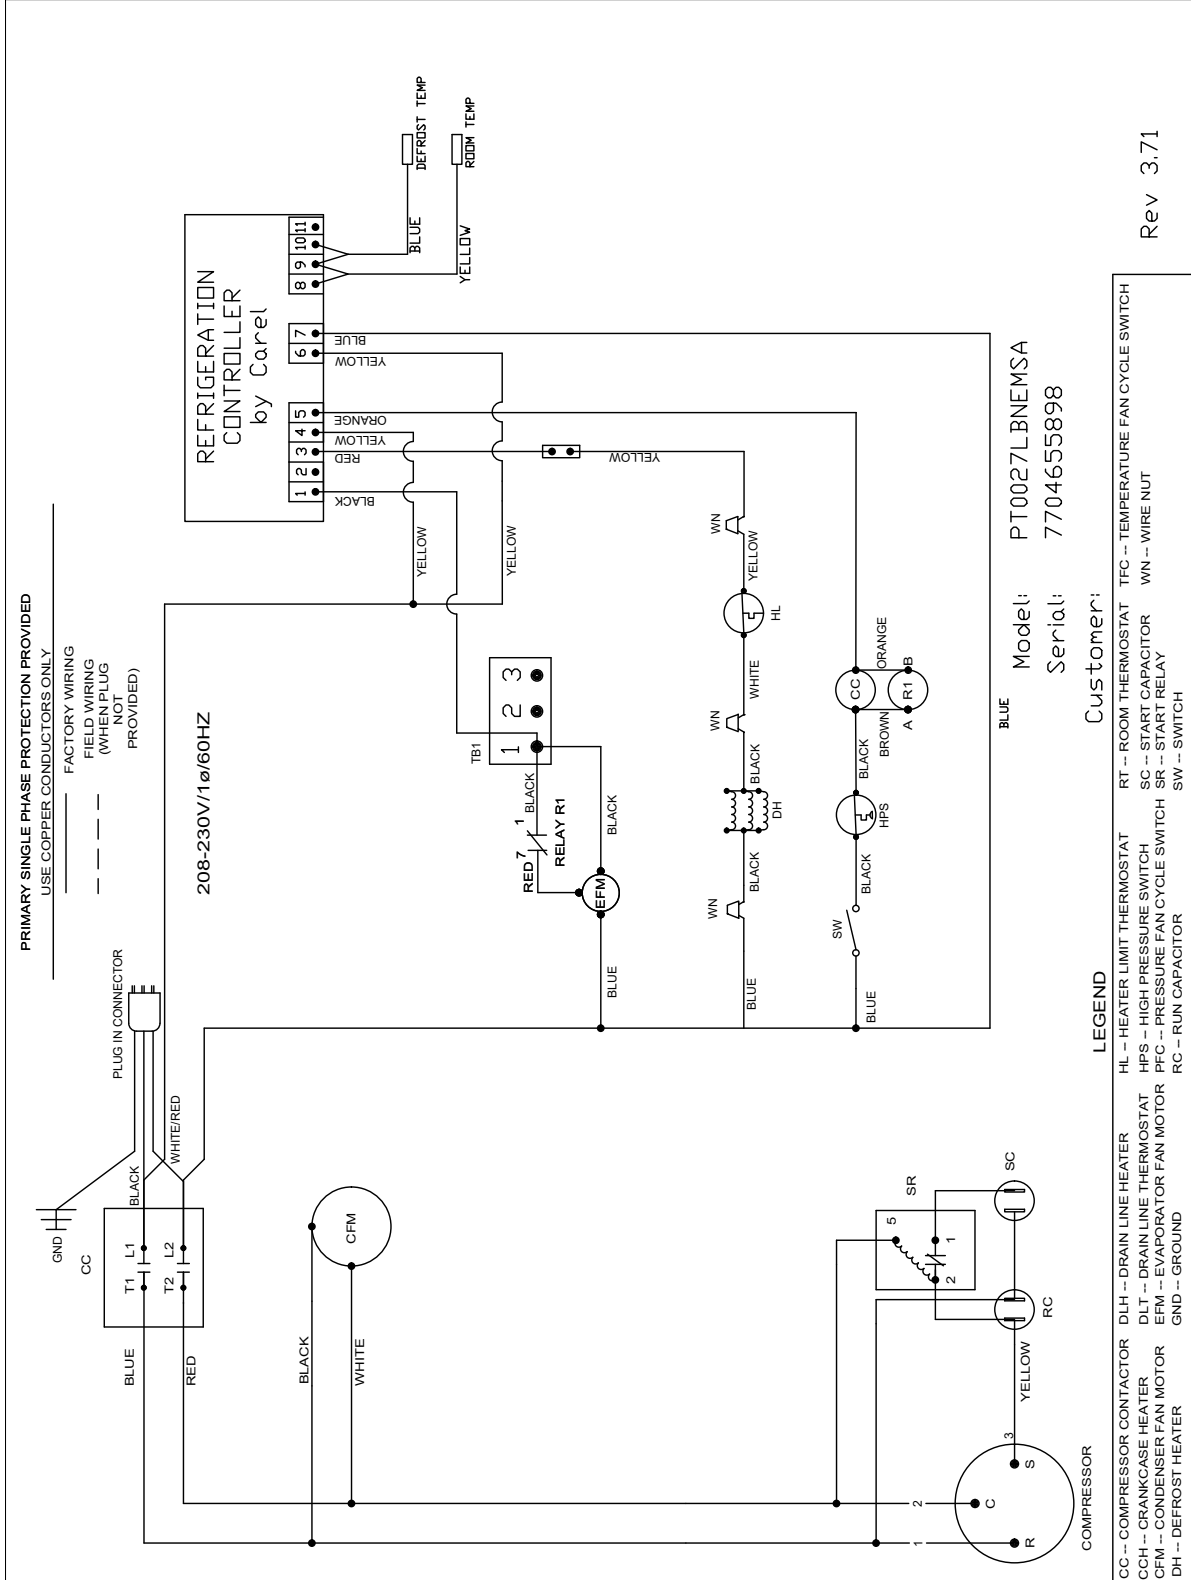 PRIMARY SINGLE PHASE PROTECTION PROVIDED
USE COPPER CONDUCTORS ONLY
FACTORY WIRING
FIELD WIRING
(WHEN PLUG
NOT
PROVIDED)
208-230V/1ø/60HZ
PLUG IN CONNECTOR
GND
BLACK
WHITE/RED
CC
T1 L1
T2 L2
BLUE
RED
BLACK
WHITE
CFM
REFRIGERATION
CONTROLLER
by Carel
1 2 3 4 5 6 7 8 9 10 11
BLACK
RED
YELLOW
ORANGE
YELLOW
BLUE
YELLOW
BLUE
DEFROST TEMP
ROOM TEMP
YELLOW
YELLOW
YELLOW
TB1
1 2 3
BLACK
1
RED 7
RELAY R1
BLACK
EFM
BLUE
WN
YELLOW
HL
WHITE
WN
BLACK
DH
BLACK
WN
BLUE
CC
ORANGE
R1
A
B
BROWN
BLACK
HPS
BLACK
SW
BLUE
BLUE
SR
5
2 1
SC
RC
YELLOW
1
2
3
R
C
S
COMPRESSOR
Model: PT0027LBNEMSA
Serial: 7704655898
Customer:
Rev 3.71
LEGEND
CC -- COMPRESSOR CONTACTOR
CCH -- CRANKCASE HEATER
CFM -- CONDENSER FAN MOTOR
DH -- DEFROST HEATER
DLH -- DRAIN LINE HEATER
DLT -- DRAIN LINE THERMOSTAT
EFM -- EVAPORATOR FAN MOTOR
GND -- GROUND
HL -- HEATER LIMIT THERMOSTAT
HPS -- HIGH PRESSURE SWITCH
PFC -- PRESSURE FAN CYCLE SWITCH
RC -- RUN CAPACITOR
RT -- ROOM THERMOSTAT
SC -- START CAPACITOR
SR -- START RELAY
SW -- SWITCH
TFC -- TEMPERATURE FAN CYCLE SWITCH
WN -- WIRE NUT